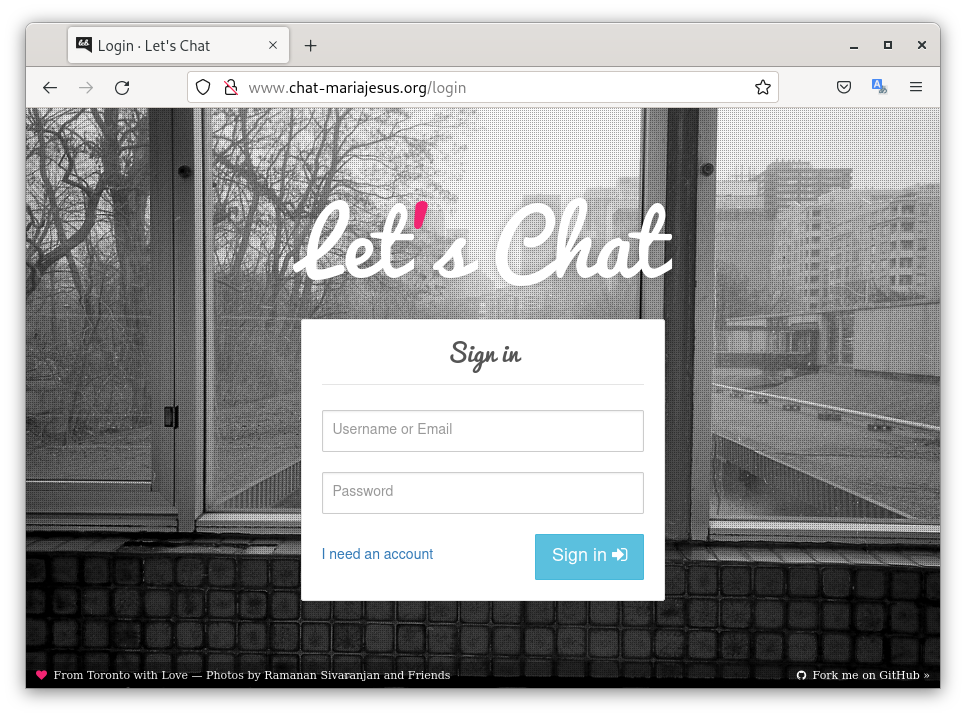 Login · Let's Chat
www.chat-mariajesus.org/login
Let's Chat
Sign in
Username or Email
Password
I need an account
Sign in
From Toronto with Love — Photos by Ramanan Sivaranjan and Friends
Fork me on GitHub »